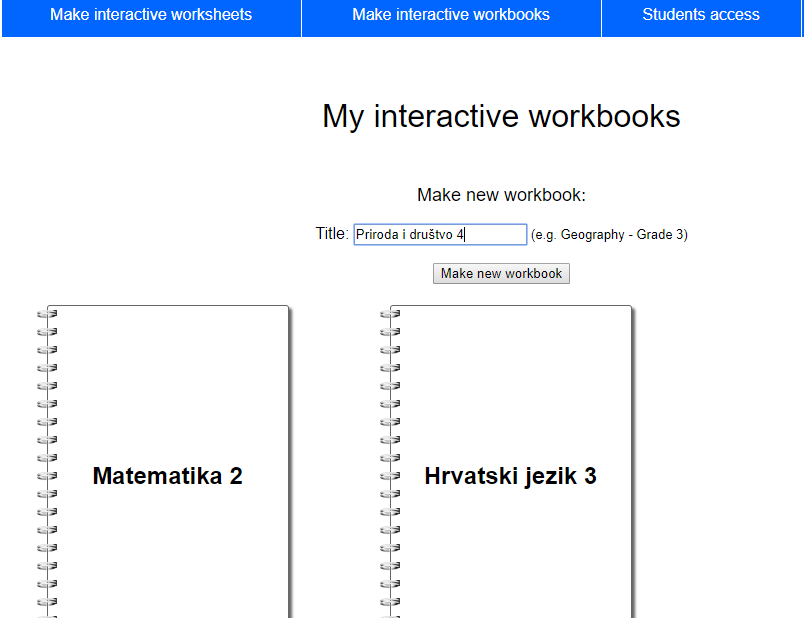 Make interactive worksheets
Make interactive workbooks
Students access
My interactive workbooks
Make new workbook:
Title: Priroda i društvo 4 (e.g. Geography - Grade 3)
Make new workbook
Matematika 2
Hrvatski jezik 3